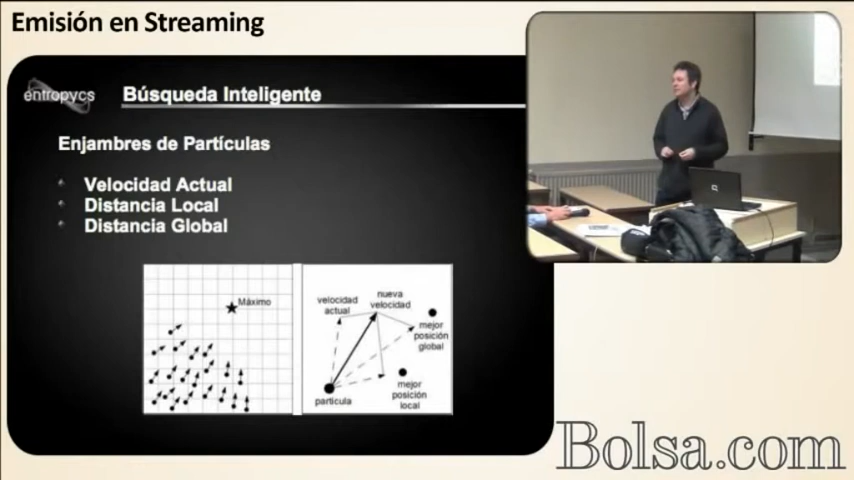 Emisión en Streaming
entropycs
Búsqueda Inteligente
Enjambres de Partículas
Velocidad Actual
Distancia Local
Distancia Global
Máximo
velocidad
actual
nueva
velocidad
mejor
posición
global
mejor
posición
local
partícula
Bolsa.com